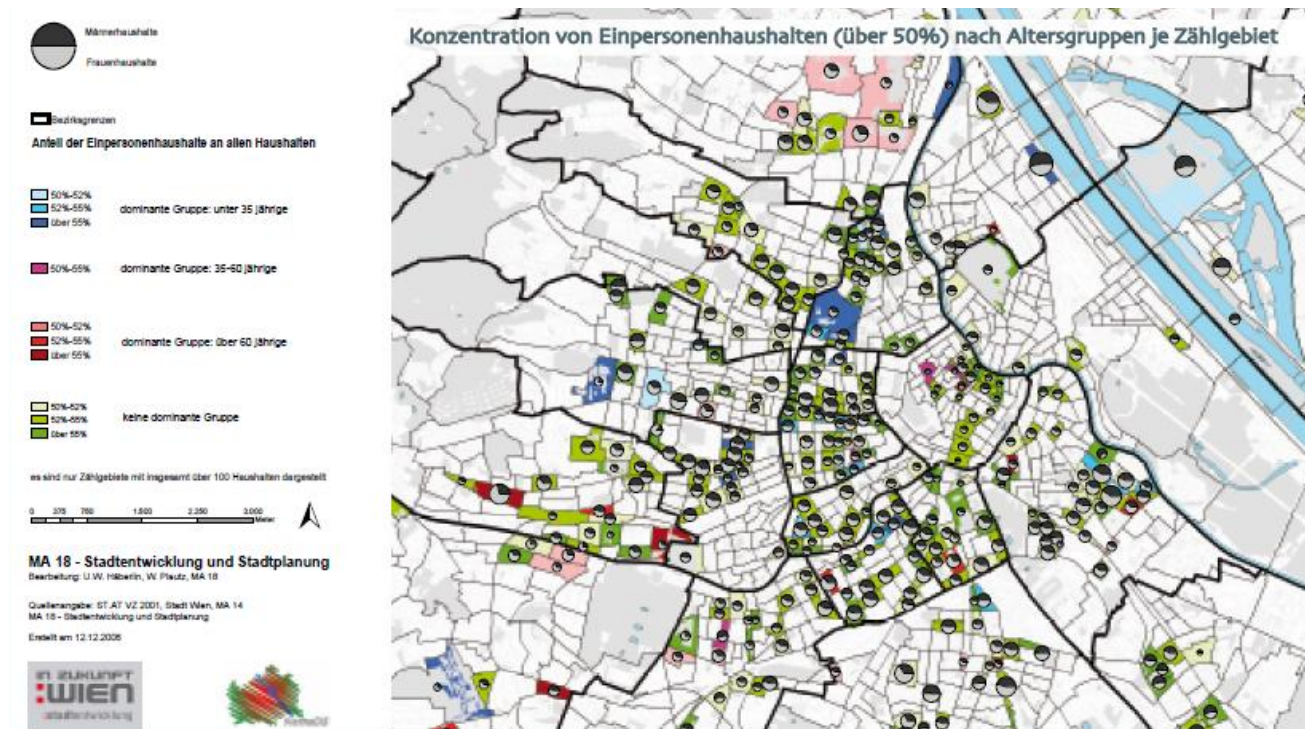 Männerhaushalte
Frauenhaushalte
Bezirksgrenzen
Anteil der Einpersonenhaushalte an allen Haushalten
50%-52%
52%-55%
über 55%
dominante Gruppe: unter 35 jährige
50%-55%
dominante Gruppe: 35-60 jährige
50%-52%
52%-55%
über 55%
dominante Gruppe: über 60 jährige
50%-52%
52%-55%
über 55%
keine dominante Gruppe
es sind nur Zählgebiete mit insgesamt über 100 Haushalten dargestellt
0 375 750 1.500 2.250 3.000
Meter
MA 18 - Stadtentwicklung und Stadtplanung
Bearbeitung: U.W. Häberlin, W. Plautz, MA 18
Quellenangabe: ST.AT VZ 2001, Stadt Wien, MA 14
MA 18 - Stadtentwicklung und Stadtplanung
Erstellt am 12.12.2006
IN ZUKUNFT
:WIEN
stadtentwicklung
Konzentration von Einpersonenhaushalten (über 50%) nach Altersgruppen je Zählgebiet